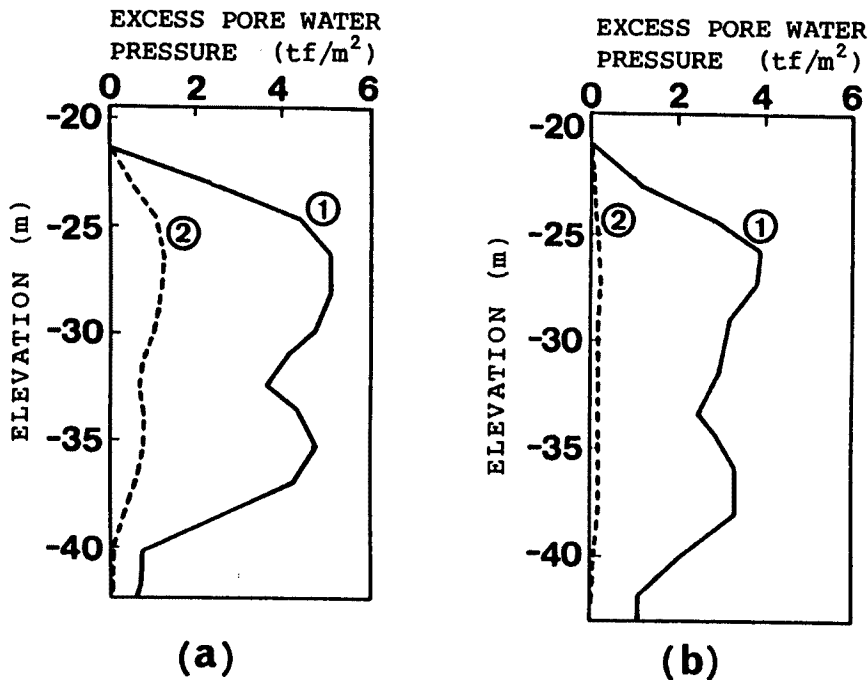 EXCESS PORE WATER
PRESSURE (tf/m²)
0 2 4 6
-20
-25
-30
-35
-40
ELEVATION (m)
①
②
(a)
EXCESS PORE WATER
PRESSURE (tf/m²)
0 2 4 6
-20
-25
-30
-35
-40
ELEVATION (m)
①
②
(b)